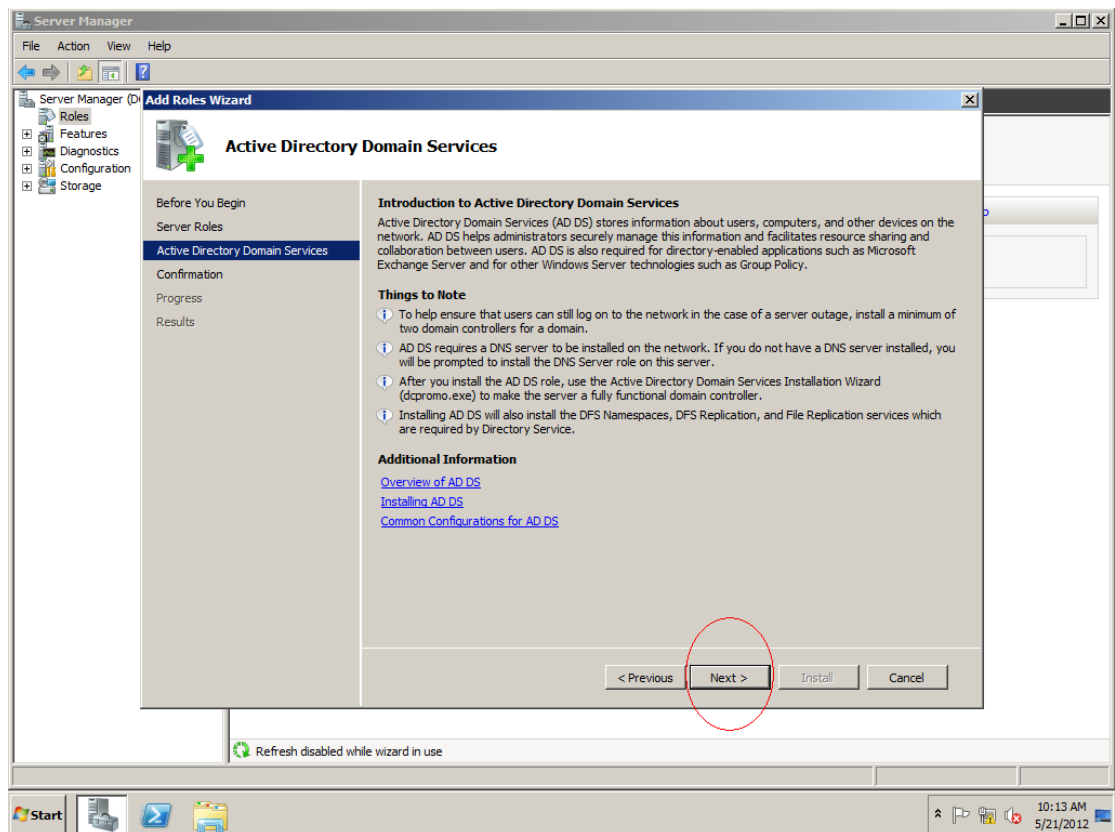 Server Manager
File Action View Help
Server Manager (D
Roles
Features
Diagnostics
Configuration
Storage
Add Roles Wizard
Active Directory Domain Services
Before You Begin
Server Roles
Active Directory Domain Services
Confirmation
Progress
Results
Introduction to Active Directory Domain Services
Active Directory Domain Services (AD DS) stores information about users, computers, and other devices on the
network. AD DS helps administrators securely manage this information and facilitates resource sharing and
collaboration between users. AD DS is also required for directory-enabled applications such as Microsoft
Exchange Server and for other Windows Server technologies such as Group Policy.
Things to Note
To help ensure that users can still log on to the network in the case of a server outage, install a minimum of
two domain controllers for a domain.
AD DS requires a DNS server to be installed on the network. If you do not have a DNS server installed, you
will be prompted to install the DNS Server role on this server.
After you install the AD DS role, use the Active Directory Domain Services Installation Wizard
(dcpromo.exe) to make the server a fully functional domain controller.
Installing AD DS will also install the DFS Namespaces, DFS Replication, and File Replication services which
are required by Directory Service.
Additional Information
Overview of AD DS
Installing AD DS
Common Configurations for AD DS
< Previous Next > Install Cancel
Refresh disabled while wizard in use
Start
10:13 AM
5/21/2012